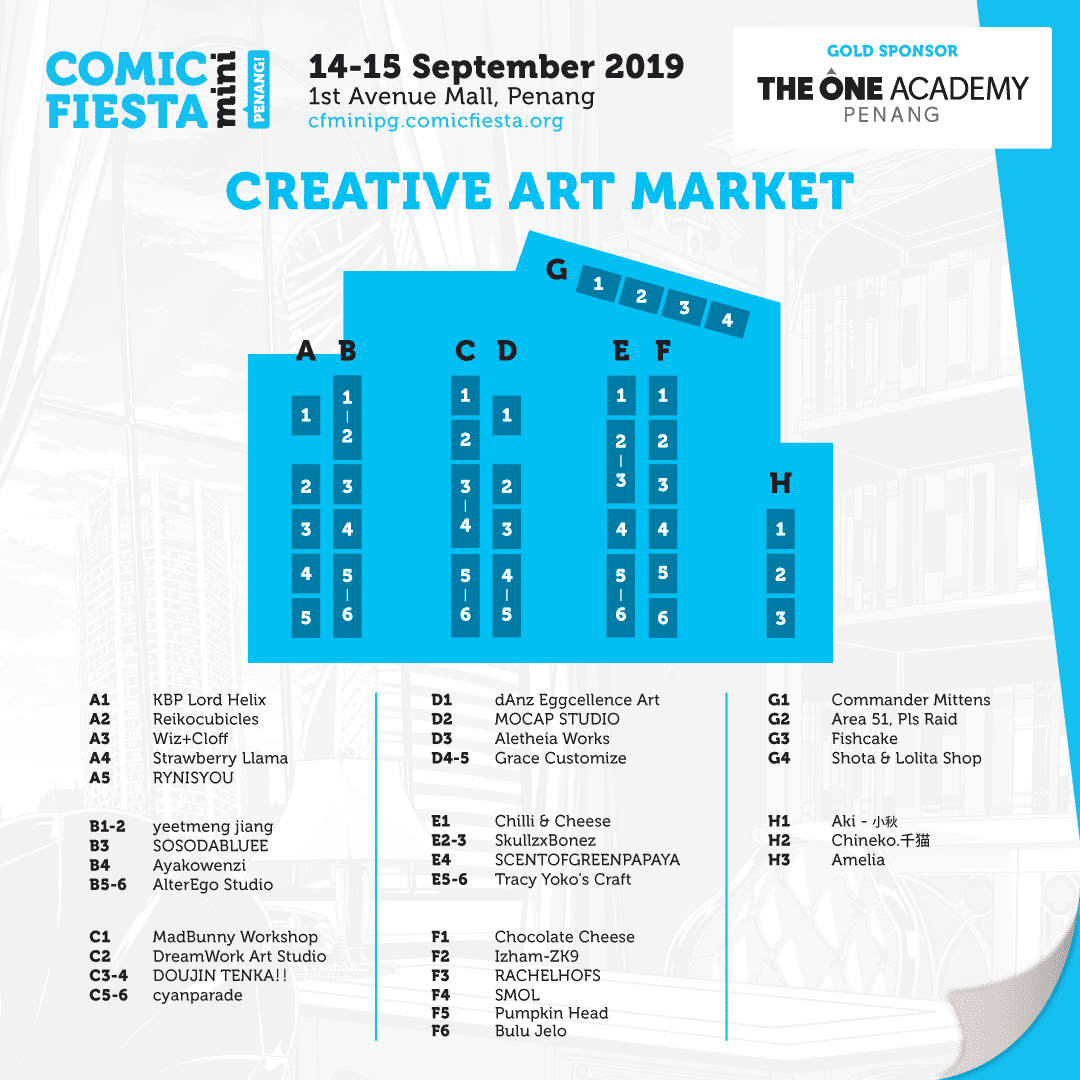 COMIC
FIESTA
mini
PENANG!
14-15 September 2019
1st Avenue Mall, Penang
cfminipg.comicfiesta.org
GOLD SPONSOR
THE ONE ACADEMY
PENANG
CREATIVE ART MARKET
G
1 2 3 4
A B C D E F
1 1 - 2 1 2 1 1 2 - 3 1 2
2 3 3 - 4 2 3
3 4 3 4 4
4 5 - 6 5 - 6 4 - 5 5 - 6 5
5 6
H
1
2
3
A1 KBP Lord Helix
A2 Reikocubicles
A3 Wiz+Cloff
A4 Strawberry Llama
A5 RYNISYOU
B1-2 yeetmeng jiang
B3 SOSODABLUEE
B4 Ayakowenzi
B5-6 AlterEgo Studio
C1 MadBunny Workshop
C2 DreamWork Art Studio
C3-4 DOUJIN TENKA!!
C5-6 cyanparade
D1 dAnz Eggcellence Art
D2 MOCAP STUDIO
D3 Aletheia Works
D4-5 Grace Customize
E1 Chilli & Cheese
E2-3 SkullzxBonez
E4 SCENTOFGREENPAPAYA
E5-6 Tracy Yoko's Craft
F1 Chocolate Cheese
F2 Izham-ZK9
F3 RACHELHOFS
F4 SMOL
F5 Pumpkin Head
F6 Bulu Jelo
G1 Commander Mittens
G2 Area 51, Pls Raid
G3 Fishcake
G4 Shota & Lolita Shop
H1 Aki - 小秋
H2 Chineko.千猫
H3 Amelia